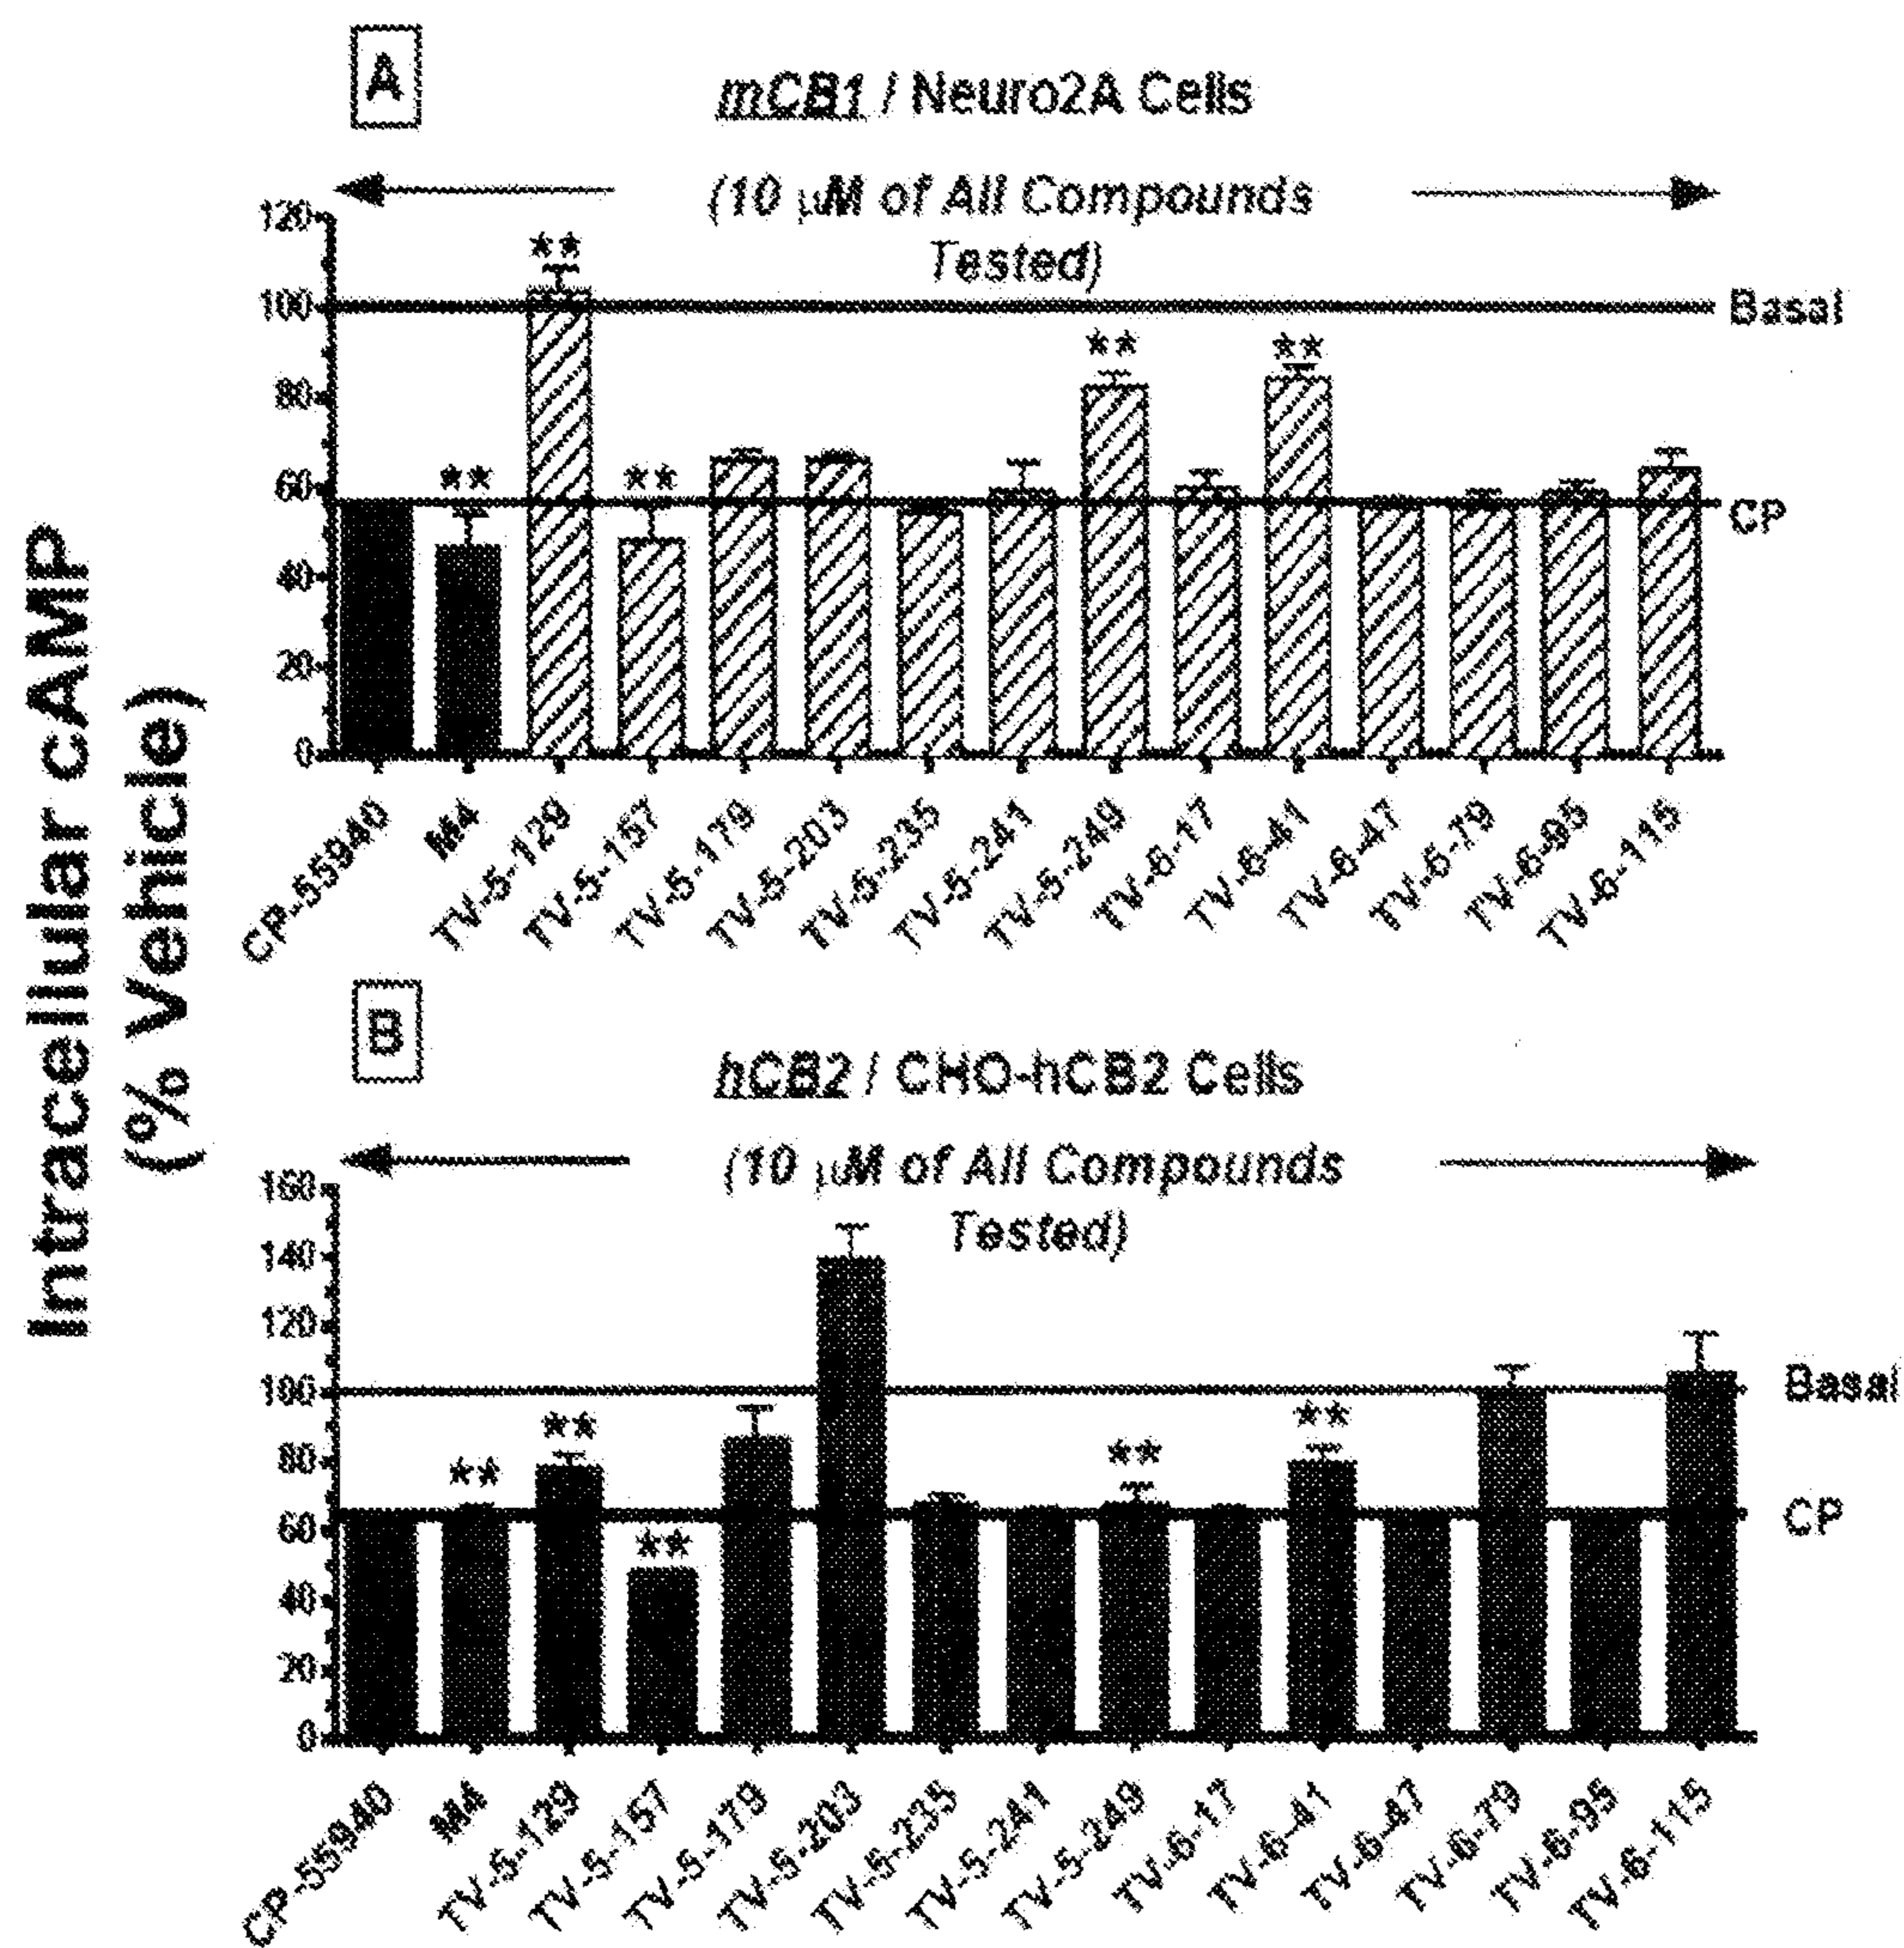 A
mCB1 / Neuro2A Cells
(10 μM of All Compounds
Tested)
120
100
80
60
40
20
0
**
**
**
**
**
Basal
CP
CP-55940
M4
TV-5-129
TV-5-157
TV-5-179
TV-5-203
TV-5-235
TV-5-241
TV-5-249
TV-6-17
TV-6-41
TV-6-47
TV-6-79
TV-6-95
TV-6-115
Intracellular cAMP
(% Vehicle)
B
hCB2 / CHO-hCB2 Cells
(10 μM of All Compounds
Tested)
160
140
120
100
80
60
40
20
0
**
**
**
**
**
Basal
CP
CP-55940
M4
TV-5-129
TV-5-157
TV-5-179
TV-5-203
TV-5-235
TV-5-241
TV-5-249
TV-6-17
TV-6-41
TV-6-47
TV-6-79
TV-6-95
TV-6-115